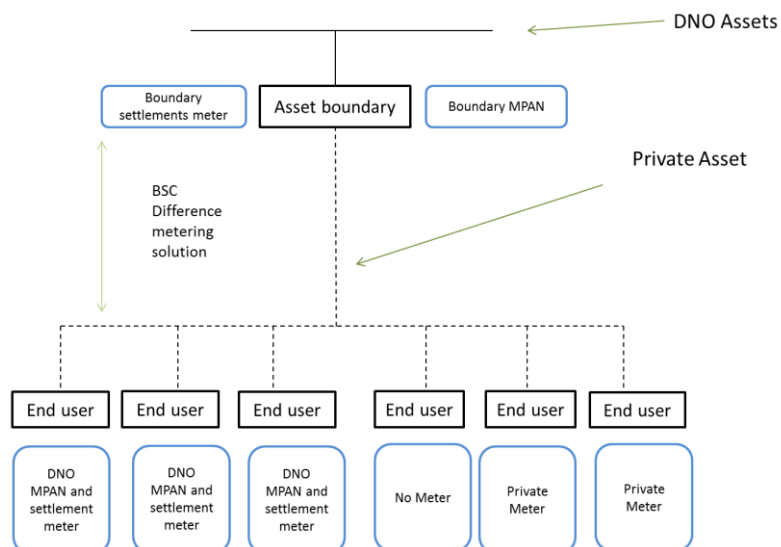 DNO Assets
Boundary
settlements meter
Asset boundary
Boundary MPAN
Private Asset
BSC
Difference
metering
solution
End user
End user
End user
End user
End user
End user
DNO
MPAN and
settlement
meter
DNO
MPAN and
settlement
meter
DNO
MPAN and
settlement
meter
No Meter
Private
Meter
Private
Meter